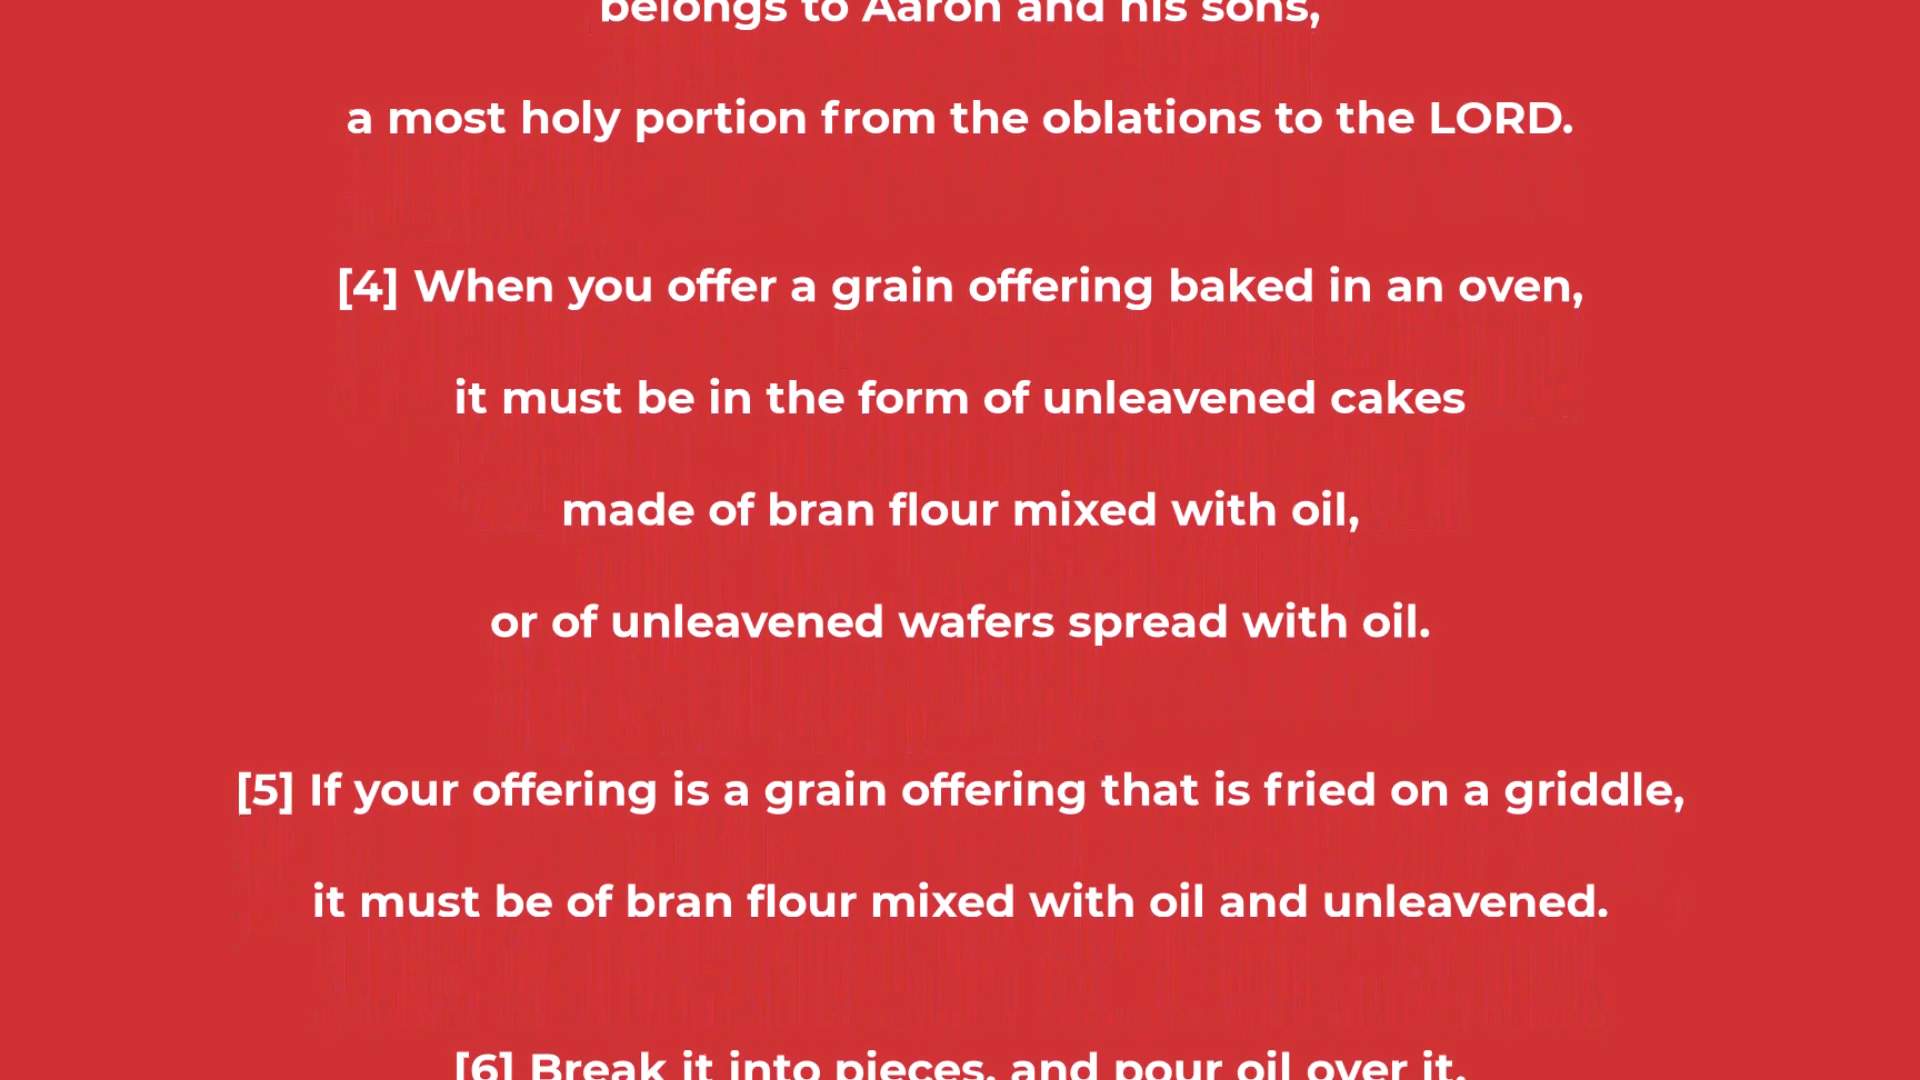 belongs to Aaron and his sons,
a most holy portion from the oblations to the LORD.
[4] When you offer a grain offering baked in an oven,
it must be in the form of unleavened cakes
made of bran flour mixed with oil,
or of unleavened wafers spread with oil.
[5] If your offering is a grain offering that is fried on a griddle,
it must be of bran flour mixed with oil and unleavened.
[6] Break it into pieces, and pour oil over it.